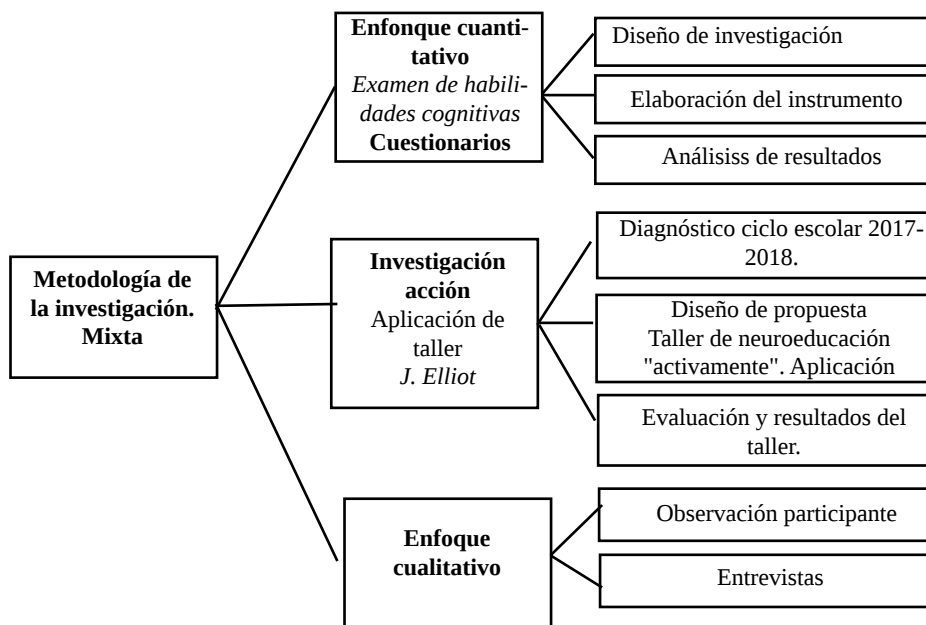 Metodología de
la investigación.
Mixta
Enfonque cuanti-
tativo
Examen de habili-
dades cognitivas
Cuestionarios
Diseño de investigación
Elaboración del instrumento
Análisiss de resultados
Investigación
acción
Aplicación de
taller
J. Elliot
Diagnóstico ciclo escolar 2017-
2018.
Diseño de propuesta
Taller de neuroeducación
"activamente". Aplicación
Evaluación y resultados del
taller.
Enfoque
cualitativo
Observación participante
Entrevistas